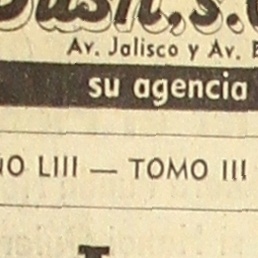 Av. Jalisco y Av.
su agencia
LIII — TOMO III